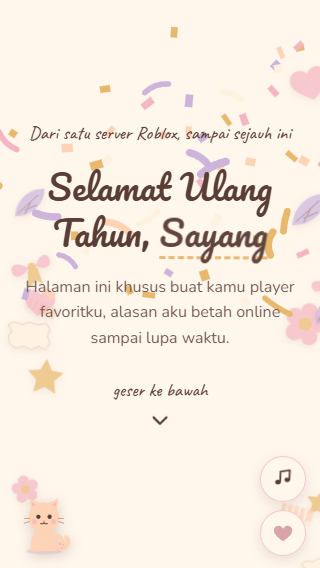 Dari satu server Roblox, sampai sejauh ini
Selamat Ulang
Tahun, Sayang
Halaman ini khusus buat kamu player
favoritku, alasan aku betah online
sampai lupa waktu.
geser ke bawah